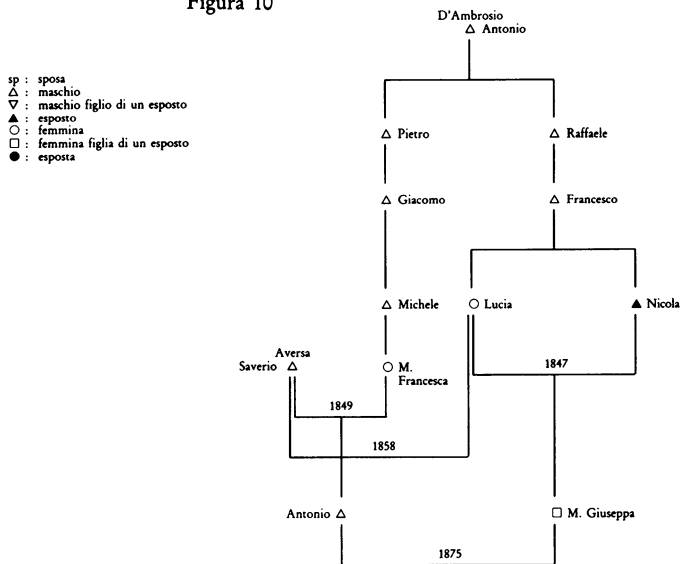 Figura 10
D'Ambrosio
Antonio
sp : sposa
△ : maschio
▽ : maschio figlio di un esposto
▲ : esposto
○ : femmina
□ : femmina figlia di un esposto
● : esposta
Pietro
Raffaele
Giacomo
Francesco
Michele
Lucia
Nicola
Aversa
Saverio
M.
Francesca
1847
1849
1858
Antonio
M. Giuseppa
1875